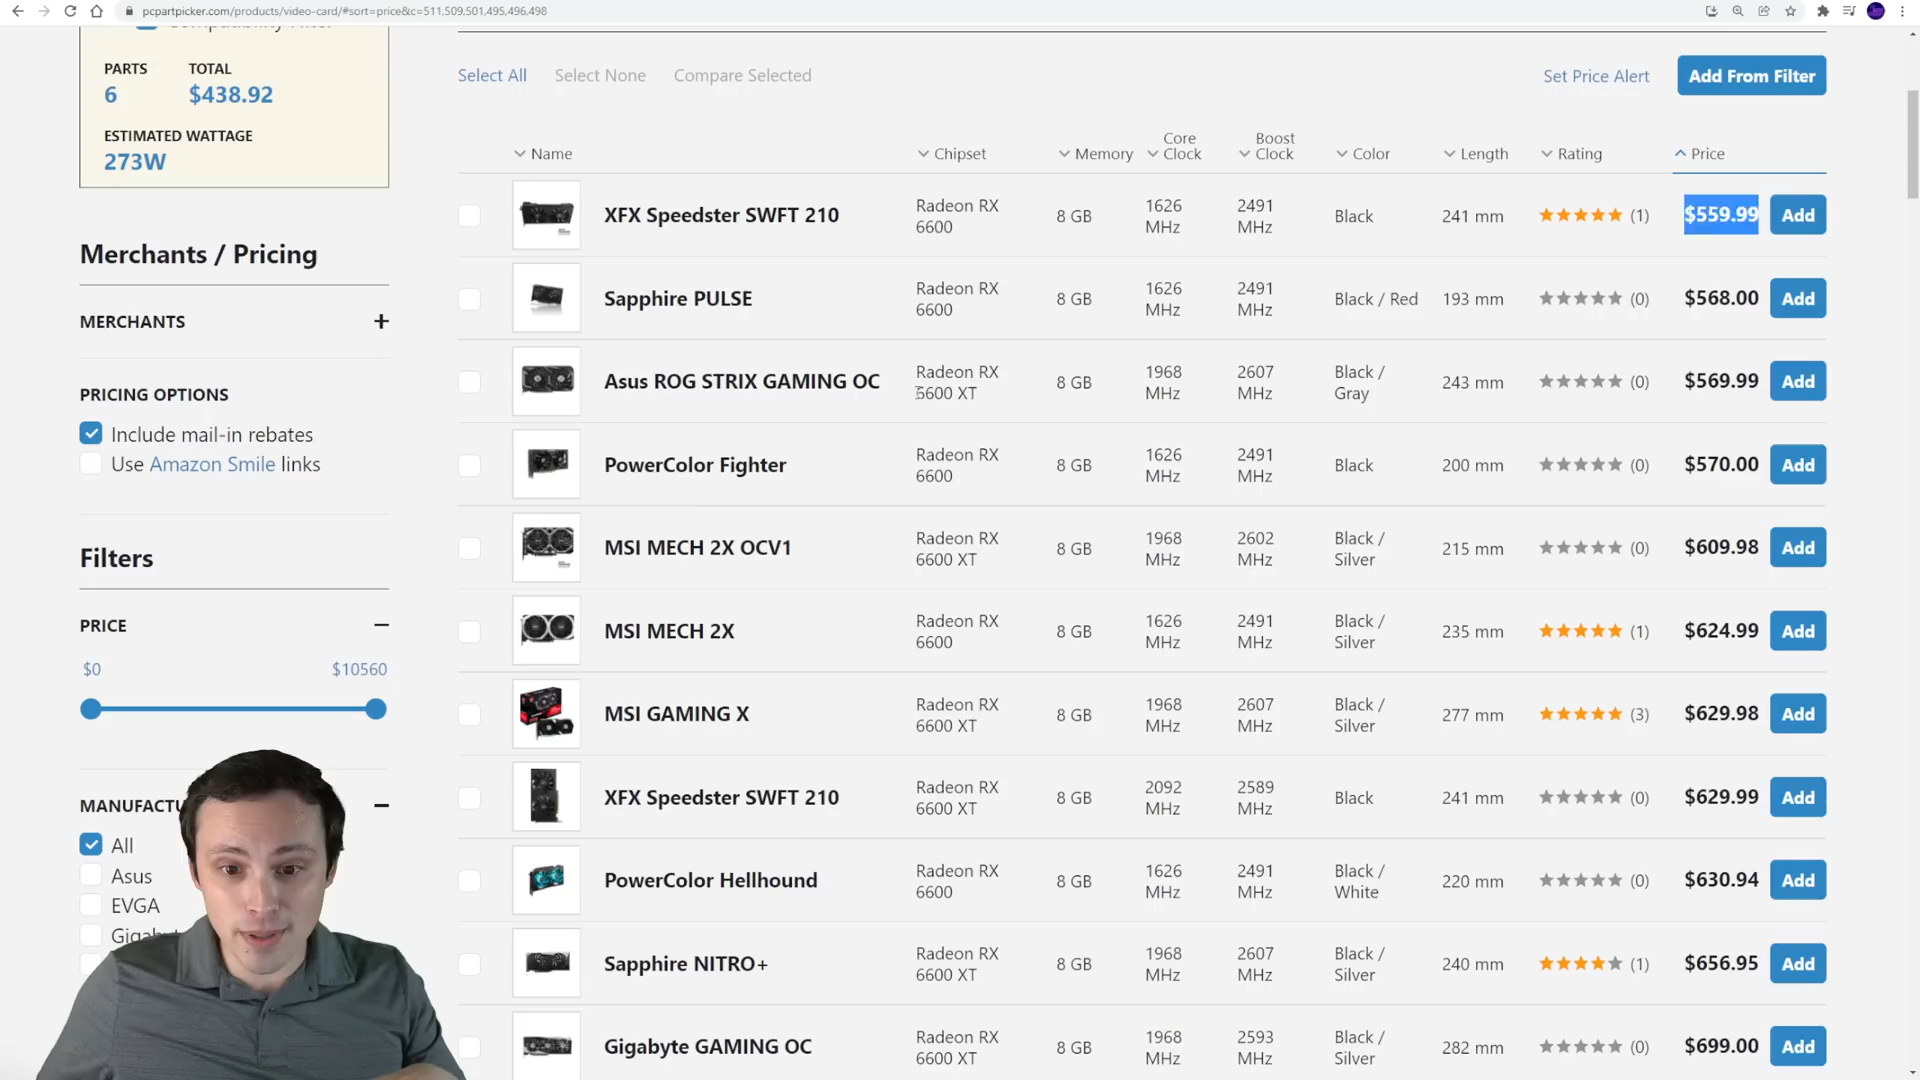 pcpartpicker.com/products/video-card/#sort=price&c=511,509,501,495,496,498
PARTS TOTAL
6 $438.92
ESTIMATED WATTAGE
273W
Merchants / Pricing
MERCHANTS
PRICING OPTIONS
Include mail-in rebates
Use Amazon Smile links
Filters
PRICE
$0 $10560
MANUFACTU
All
Asus
EVGA
Select All Select None Compare Selected Set Price Alert Add From Filter
Name Chipset Memory Core Clock Boost Clock Color Length Rating Price
XFX Speedster SWFT 210 Radeon RX 6600 8 GB 1626 MHz 2491 MHz Black 241 mm (1) $559.99 Add
Sapphire PULSE Radeon RX 6600 8 GB 1626 MHz 2491 MHz Black / Red 193 mm (0) $568.00 Add
Asus ROG STRIX GAMING OC Radeon RX 6600 XT 8 GB 1968 MHz 2607 MHz Black / Gray 243 mm (0) $569.99 Add
PowerColor Fighter Radeon RX 6600 8 GB 1626 MHz 2491 MHz Black 200 mm (0) $570.00 Add
MSI MECH 2X OCV1 Radeon RX 6600 XT 8 GB 1968 MHz 2602 MHz Black / Silver 215 mm (0) $609.98 Add
MSI MECH 2X Radeon RX 6600 8 GB 1626 MHz 2491 MHz Black / Silver 235 mm (1) $624.99 Add
MSI GAMING X Radeon RX 6600 XT 8 GB 1968 MHz 2607 MHz Black / Silver 277 mm (3) $629.98 Add
XFX Speedster SWFT 210 Radeon RX 6600 XT 8 GB 2092 MHz 2589 MHz Black 241 mm (0) $629.99 Add
PowerColor Hellhound Radeon RX 6600 8 GB 1626 MHz 2491 MHz Black / White 220 mm (0) $630.94 Add
Sapphire NITRO+ Radeon RX 6600 XT 8 GB 1968 MHz 2607 MHz Black / Silver 240 mm (1) $656.95 Add
Gigabyte GAMING OC Radeon RX 6600 XT 8 GB 1968 MHz 2593 MHz Black / Silver 282 mm (0) $699.00 Add